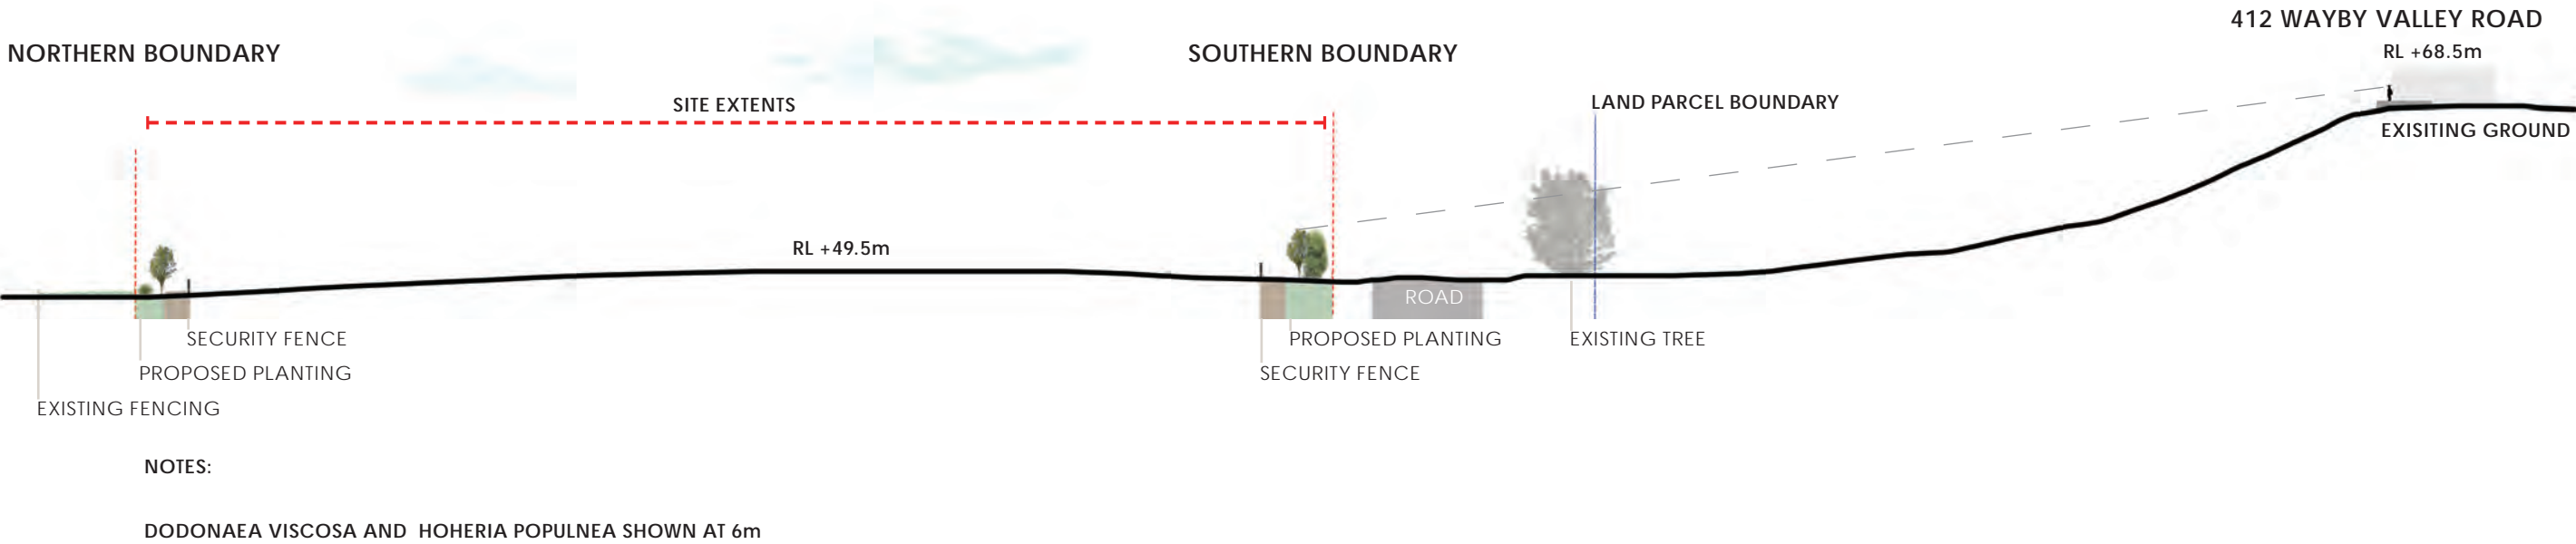 412 WAYBY VALLEY ROAD
NORTHERN BOUNDARY
SOUTHERN BOUNDARY
RL +68.5m
SITE EXTENTS
LAND PARCEL BOUNDARY
EXISITING GROUND
RL +49.5m
ROAD
SECURITY FENCE
PROPOSED PLANTING
EXISTING TREE
PROPOSED PLANTING
SECURITY FENCE
EXISTING FENCING
NOTES:
DODONAEA VISCOSA AND HOHERIA POPULNEA SHOWN AT 6m